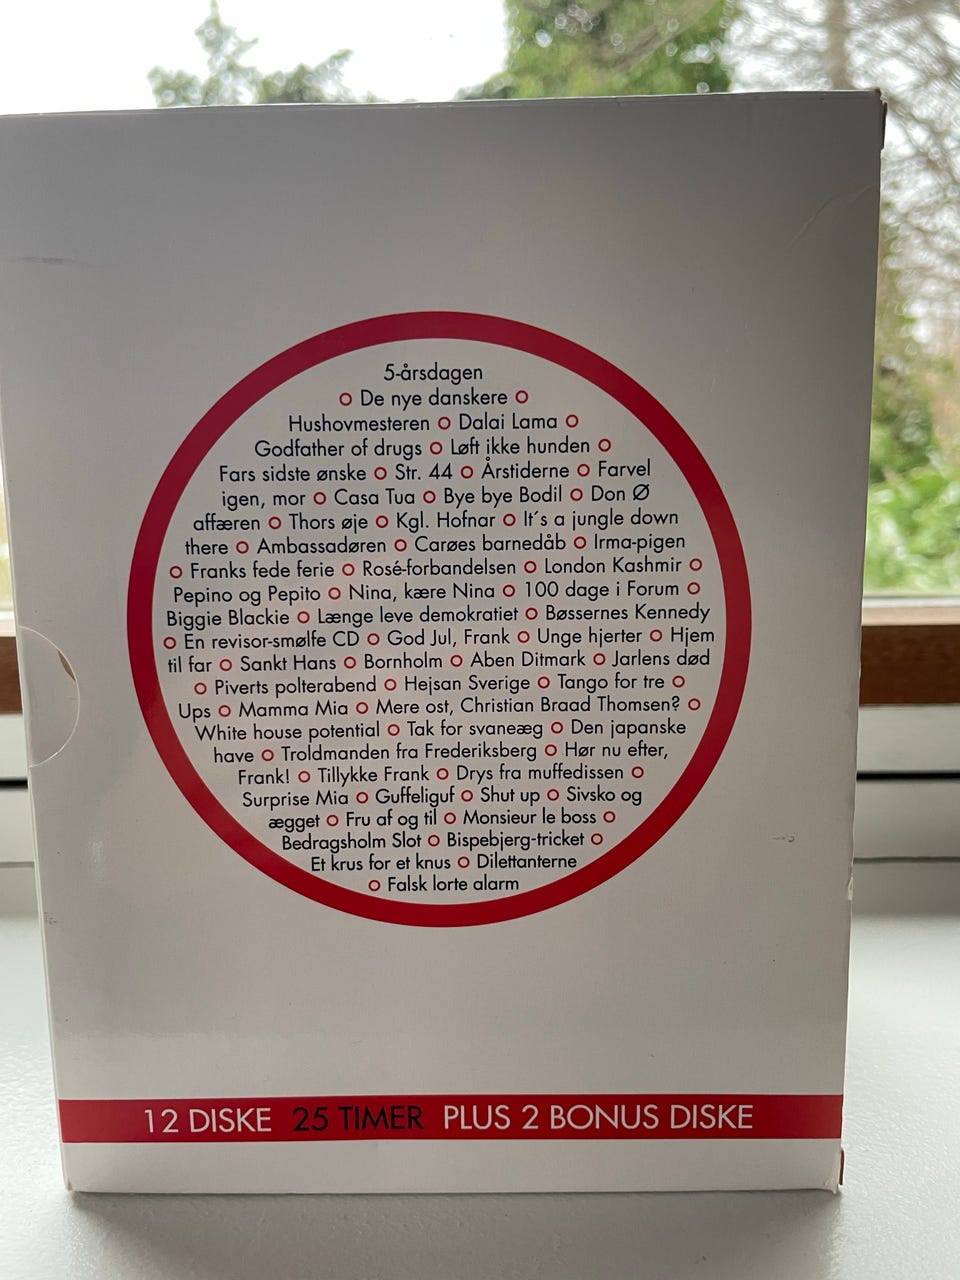 5-årsdagen
o De nye danskere o
Hushovmesteren o Dalai Lama o
Godfather of drugs o Løft ikke hunden o
Fars sidste ønske o Str. 44 o Årstiderne o Farvel
igen, mor o Casa Tua o Bye bye Bodil o Don Ø
affæren o Thors øje o Kgl. Hofnar o It´s a jungle down
there o Ambassadøren o Carøes barnedåb o Irma-pigen
o Franks fede ferie o Rosé-forbandelsen o London Kashmir o
Pepino og Pepito o Nina, kære Nina o 100 dage i Forum o
Biggie Blackie o Længe leve demokratiet o Bøssernes Kennedy
o En revisor-smølfe CD o God Jul, Frank o Unge hjerter o Hjem
til far o Sankt Hans o Bornholm o Aben Ditmark o Jarlens død
o Piverts polterabend o Hejsan Sverige o Tango for tre o
Ups o Mamma Mia o Mere ost, Christian Braad Thomsen? o
White house potential o Tak for svaneæg o Den japanske
have o Troldmanden fra Frederiksberg o Hør nu efter,
Frank! o Tillykke Frank o Drys fra muffedissen o
Surprise Mia o Guffeliguf o Shut up o Sivsko og
ægget o Fru af og til o Monsieur le boss o
Bedragsholm Slot o Bispebjerg-tricket o
Et krus for et knus o Dilettanterne
o Falsk lorte alarm
12 DISKE 25 TIMER PLUS 2 BONUS DISKE